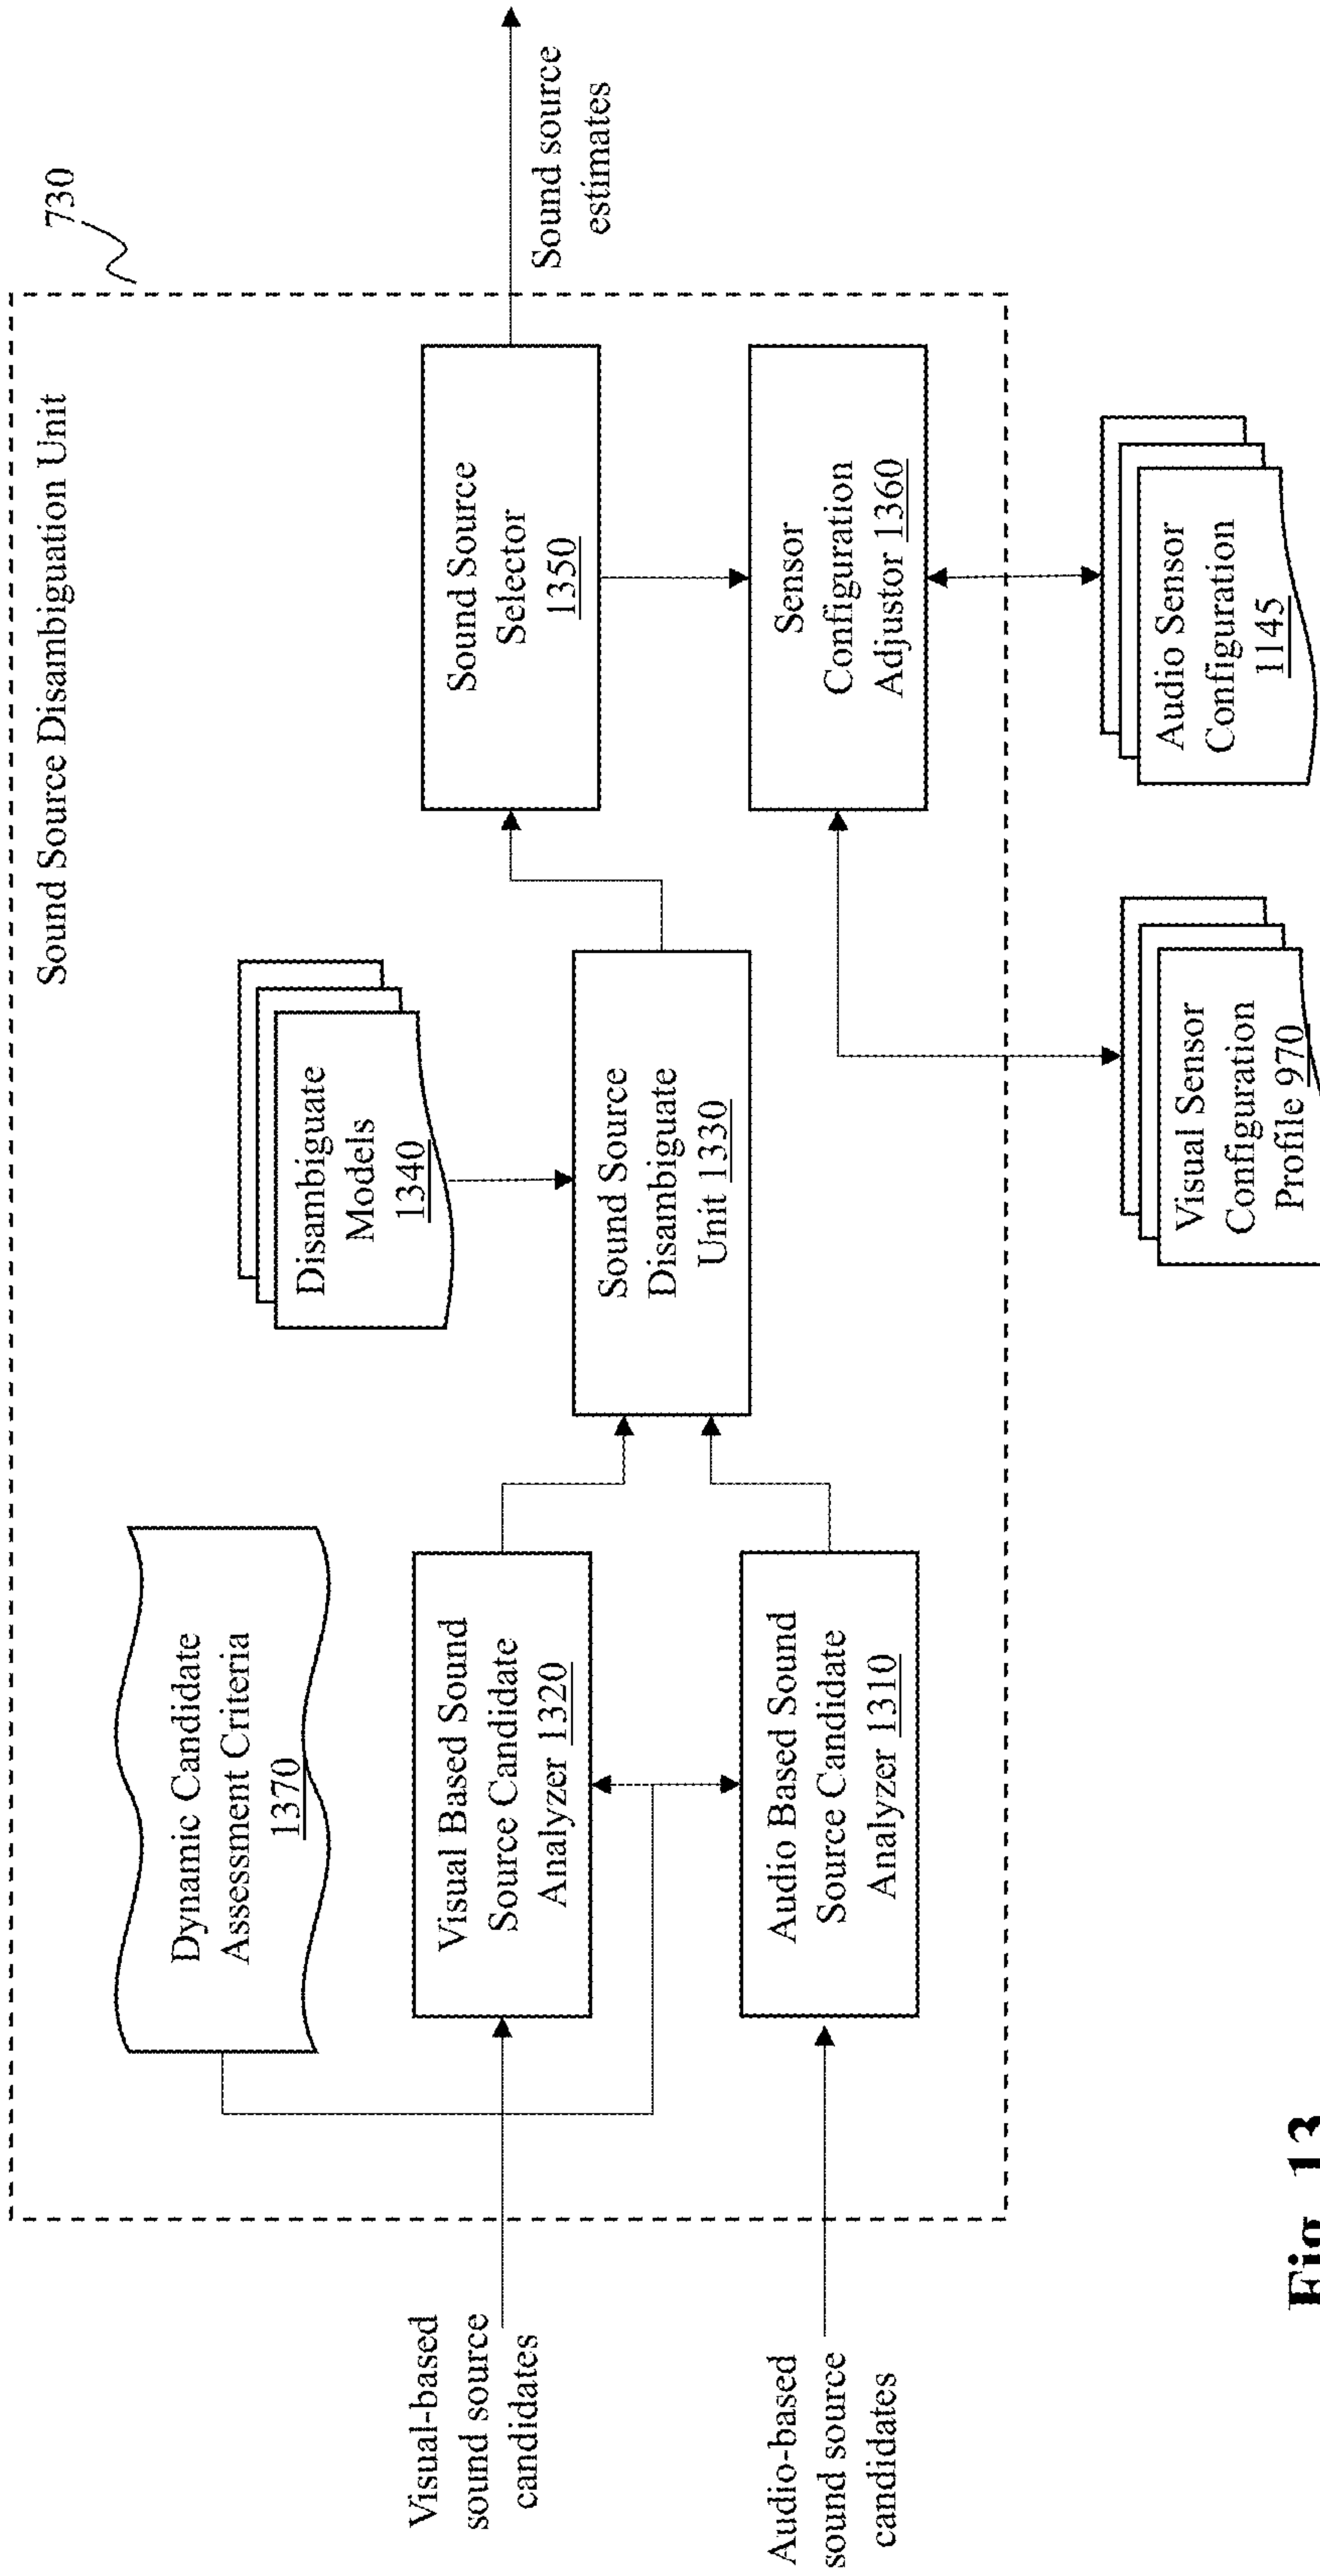 730
Sound Source Disambiguation Unit
Dynamic Candidate
Assessment Criteria
1370
Disambiguate
Models
1340
Visual-based
sound source
candidates
Visual Based Sound
Source Candidate
Analyzer 1320
Sound Source
Disambiguate
Unit 1330
Sound Source
Selector
1350
Sound source
estimates
Audio-based
sound source
candidates
Audio Based Sound
Source Candidate
Analyzer 1310
Sensor
Configuration
Adjustor 1360
Visual Sensor
Configuration
Profile 970
Audio Sensor
Configuration
1145
Fig. 13